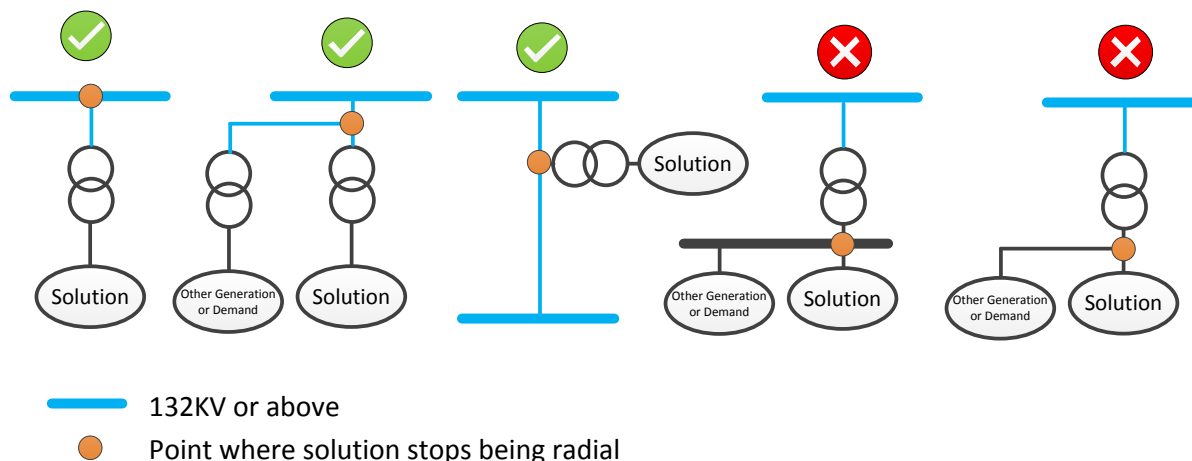 Solution
Other Generation
or Demand
Solution
Solution
Other Generation
or Demand
Solution
Other Generation
or Demand
Solution
132KV or above
Point where solution stops being radial